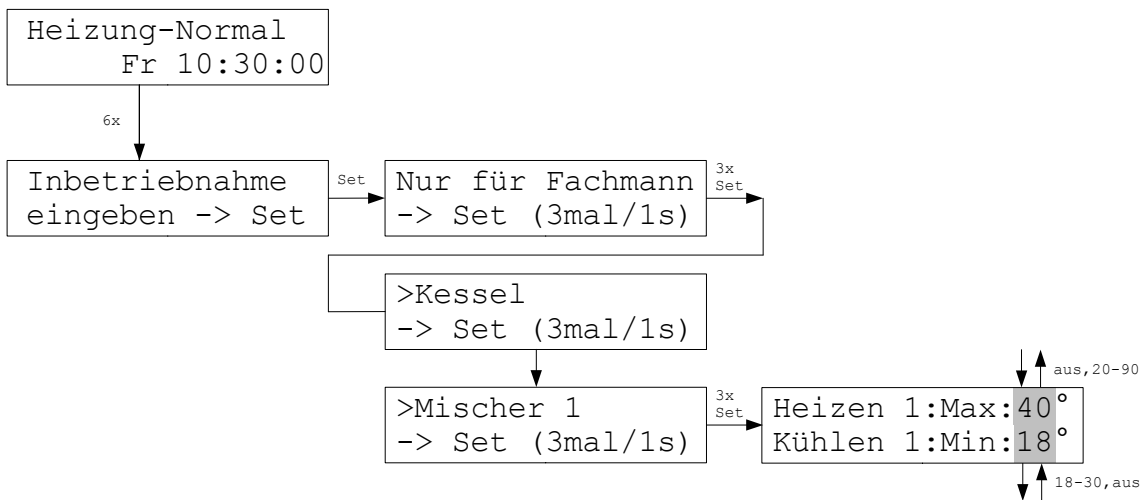 Heizung-Normal
Fr 10:30:00
6x
Inbetriebnahme
eingeben -> Set
Set
Nur für Fachmann
-> Set (3mal/1s)
3x
Set
>Kessel
-> Set (3mal/1s)
>Mischer 1
-> Set (3mal/1s)
3x
Set
aus,20-90
Heizen 1:Max:40°
Kühlen 1:Min:18°
18-30,aus